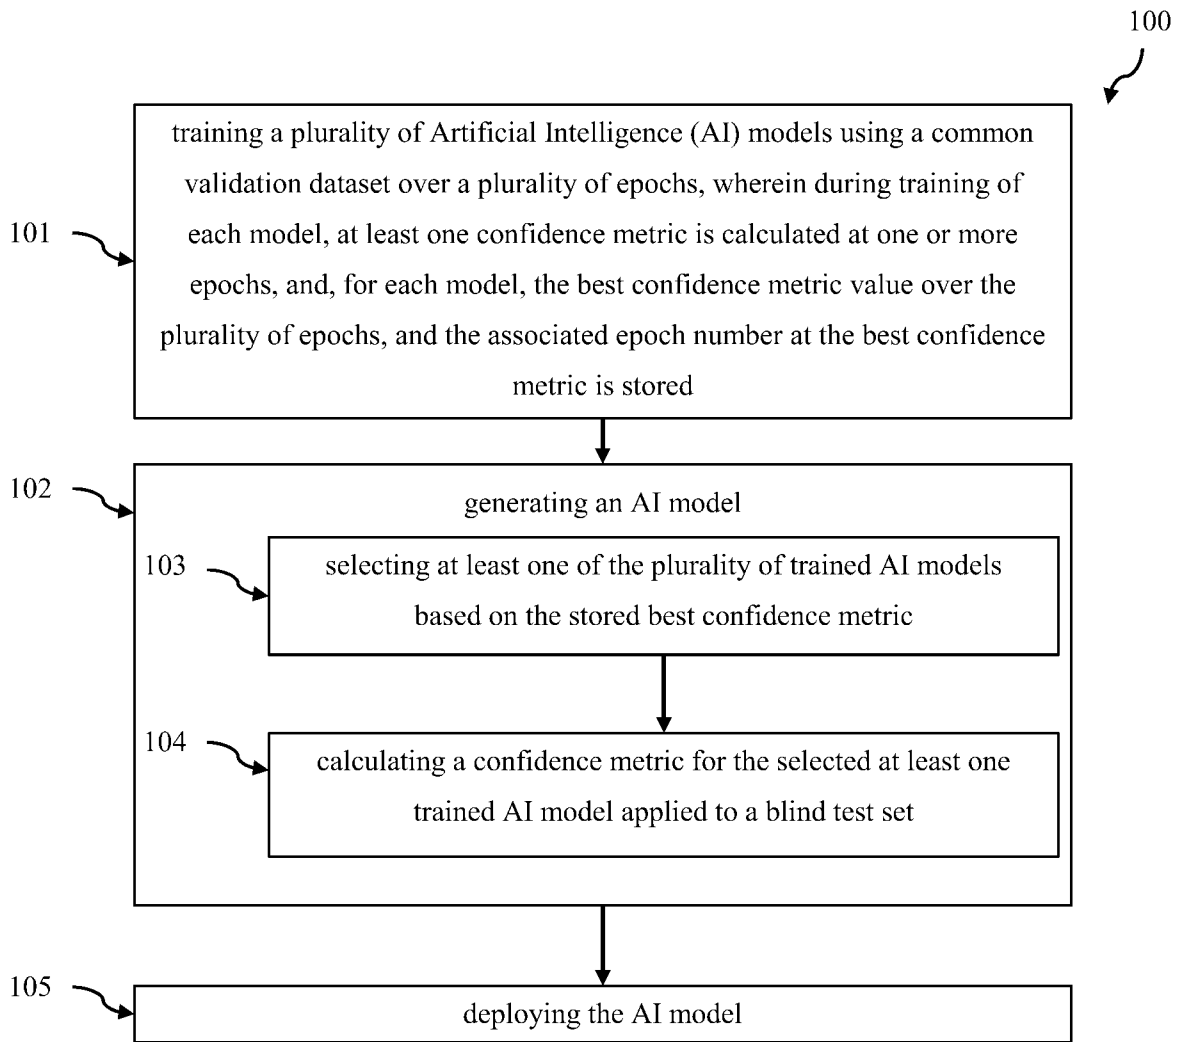 100
training a plurality of Artificial Intelligence (AI) models using a common
validation dataset over a plurality of epochs, wherein during training of
101
each model, at least one confidence metric is calculated at one or more
epochs, and, for each model, the best confidence metric value over the
plurality of epochs, and the associated epoch number at the best confidence
metric is stored
102
generating an AI model
103
selecting at least one of the plurality of trained AI models
based on the stored best confidence metric
104
calculating a confidence metric for the selected at least one
trained AI model applied to a blind test set
105
deploying the AI model